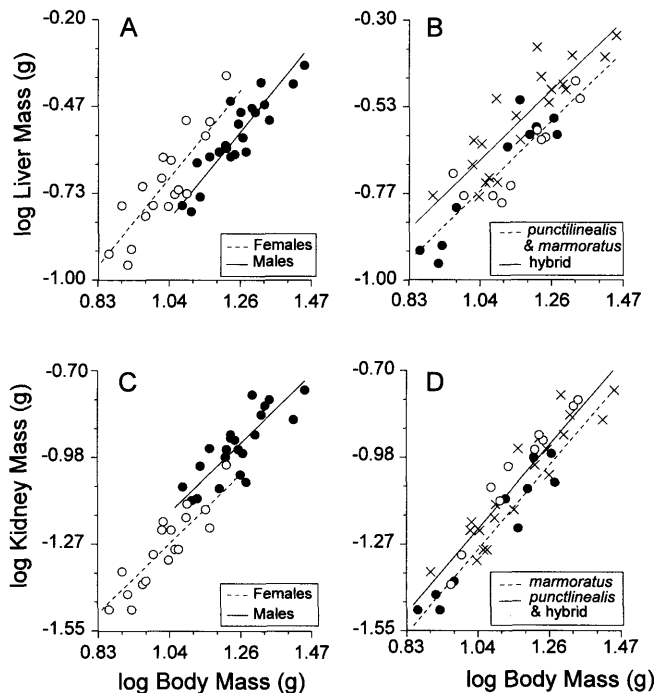 A
log Liver Mass (g)
-0.20
-0.47
-0.73
-1.00
0.83
1.04
1.26
1.47
Females
Males
B
-0.30
-0.53
-0.77
-1.00
0.83
1.04
1.26
1.47
punctilinealis
& marmoratus
hybrid
C
log Kidney Mass (g)
-0.70
-0.98
-1.27
-1.55
0.83
1.04
1.26
1.47
Females
Males
log Body Mass (g)
D
-0.70
-0.98
-1.27
-1.55
0.83
1.04
1.26
1.47
marmoratus
punctlinealis
& hybrid
log Body Mass (g)